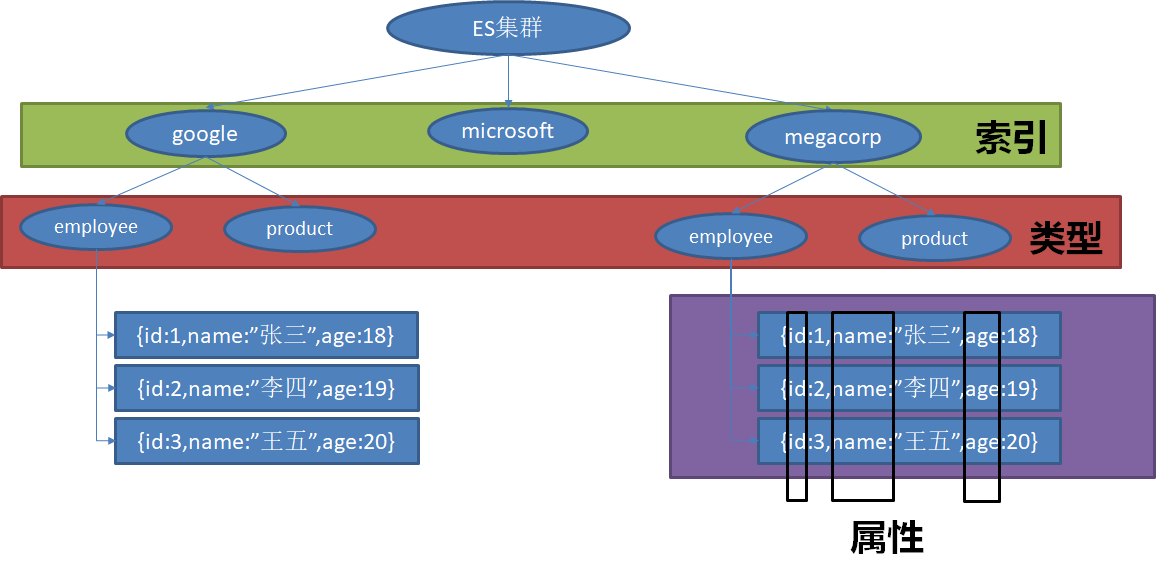 ES集群
google
microsoft
megacorp
索引
employee
product
employee
product
类型
{id:1,name:”张三”,age:18}
{id:1,name:”张三”,age:18}
{id:2,name:”李四”,age:19}
{id:2,name:”李四”,age:19}
{id:3,name:”王五”,age:20}
{id:3,name:”王五”,age:20}
属性